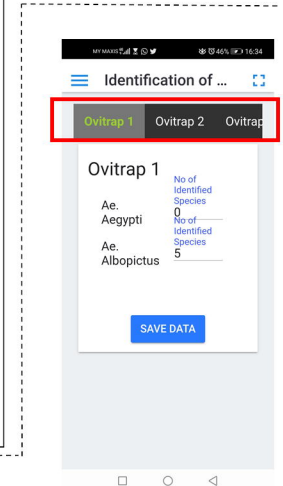 MY MAXIS 46% 16:34
Identification of ...
Ovitrap 1 Ovitrap 2 Ovitrap
Ovitrap 1
No of
Identified
Species
Ae.
Aegypti
0
No of
Identified
Species
Ae.
Albopictus
5
SAVE DATA